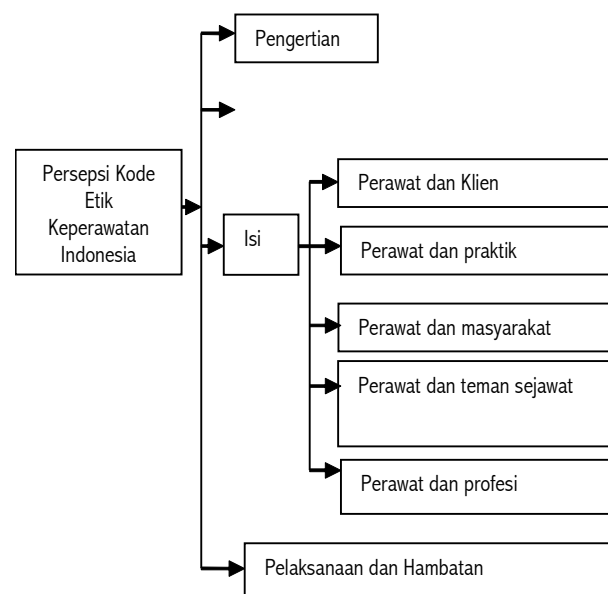 Pengertian
Persepsi Kode
Etik
Keperawatan
Indonesia
Isi
Perawat dan Klien
Perawat dan praktik
Perawat dan masyarakat
Perawat dan teman sejawat
Perawat dan profesi
Pelaksanaan dan Hambatan